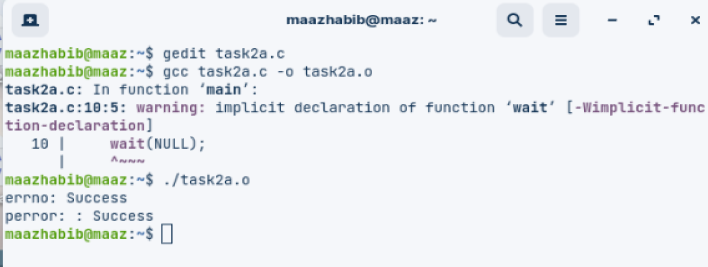 maazhabib@maaz: ~
maazhabib@maaz:~$ gedit task2a.c
maazhabib@maaz:~$ gcc task2a.c -o task2a.o
task2a.c: In function ‘main’:
task2a.c:10:5: warning: implicit declaration of function ‘wait’ [-Wimplicit-func
tion-declaration]
   10 |     wait(NULL);
      |     ^~~~
maazhabib@maaz:~$ ./task2a.o
errno: Success
perror: : Success
maazhabib@maaz:~$